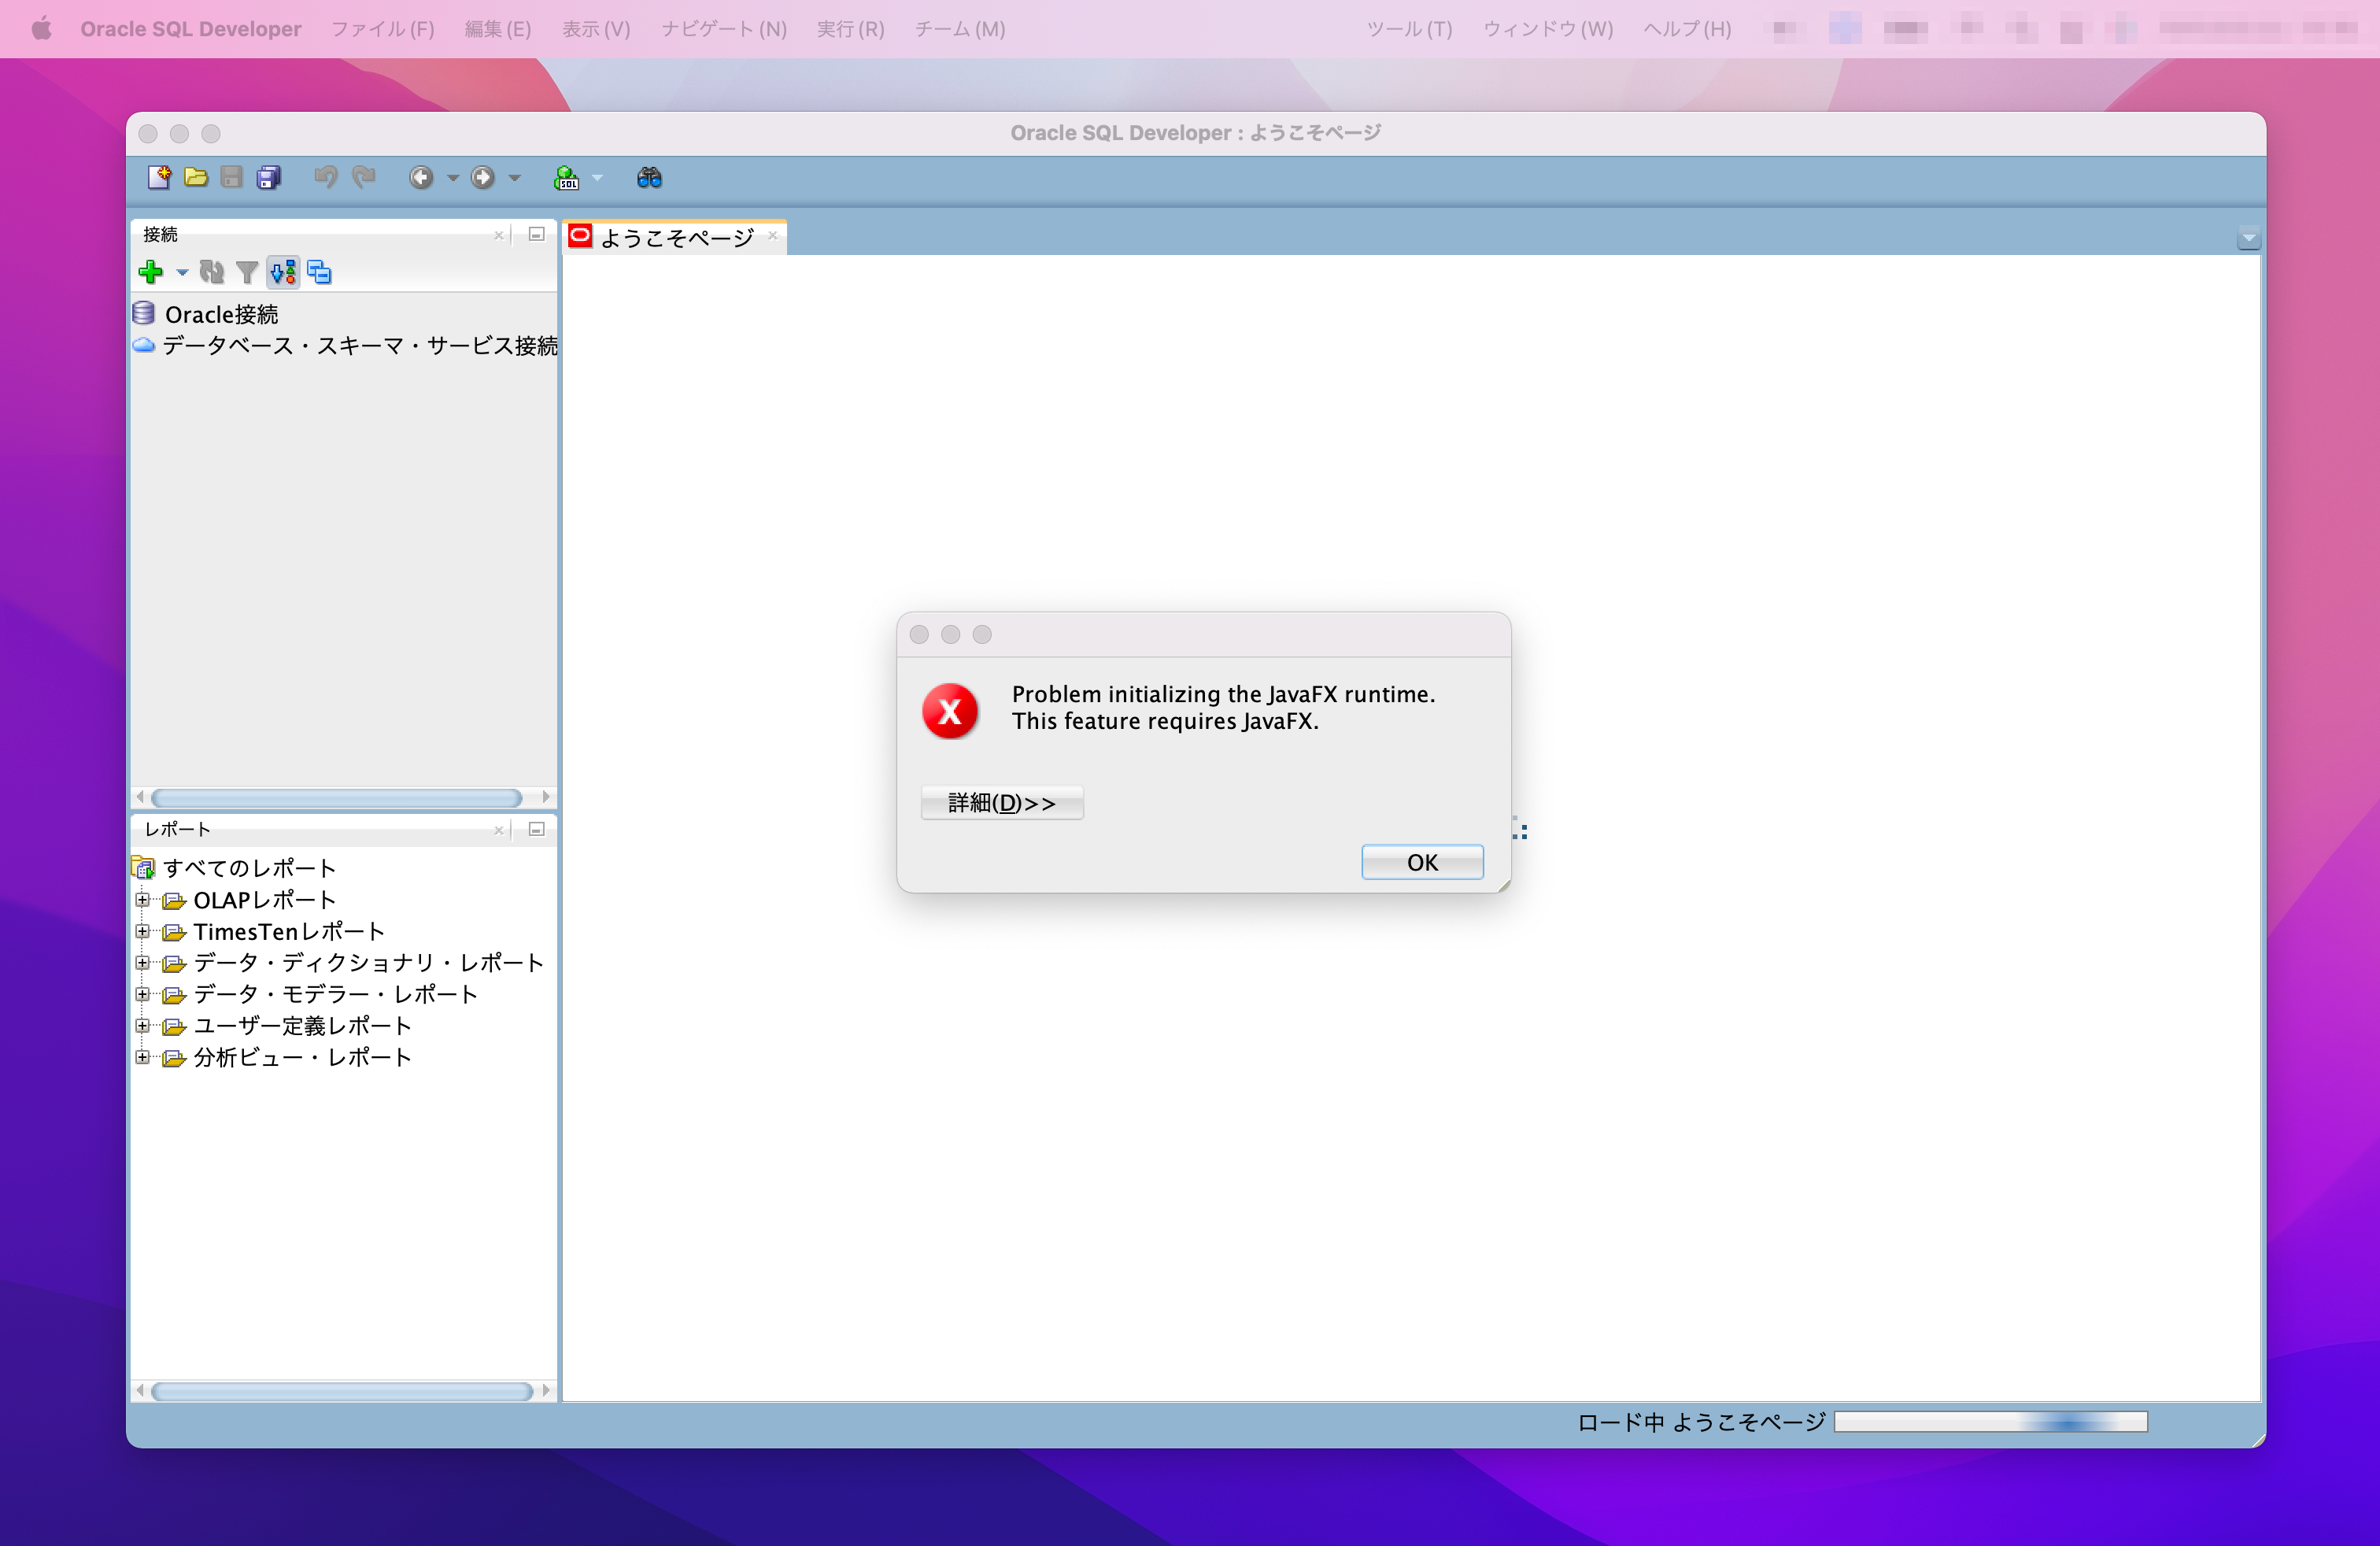 Oracle SQL Developer ファイル(F) 編集(E) 表示(V) ナビゲート(N) 実行(R) チーム(M) ツール(T) ウィンドウ(W) ヘルプ(H)
Oracle SQL Developer : ようこそページ
SQL
接続
Oracle接続
データベース・スキーマ・サービス接続
ようこそページ
Problem initializing the JavaFX runtime.
This feature requires JavaFX.
詳細(D)>>
OK
レポート
すべてのレポート
OLAPレポート
TimesTenレポート
データ・ディクショナリ・レポート
データ・モデラー・レポート
ユーザー定義レポート
分析ビュー・レポート
ロード中 ようこそページ